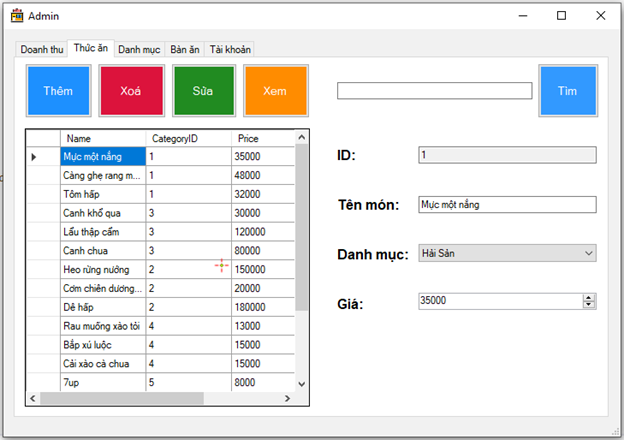 Admin
Doanh thu Thức ăn Danh mục Bàn ăn Tài khoản
Thêm Xoá Sửa Xem Tìm
Name CategoryID Price
Mực một nắng 1 35000
Càng ghẹ rang m... 1 48000
Tôm hấp 1 32000
Canh khổ qua 3 30000
Lẩu thập cẩm 3 120000
Canh chua 3 80000
Heo rừng nướng 2 150000
Cơm chiên dương... 2 20000
Dê hấp 2 180000
Rau muống xào tỏi 4 13000
Bắp xú luộc 4 15000
Cải xào cà chua 4 15000
7up 5 8000
ID: 1
Tên món: Mực một nắng
Danh mục: Hải Sản
Giá: 35000